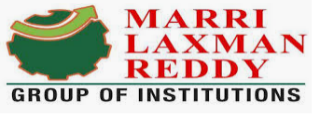 MARRI
LAXMAN
REDDY
GROUP OF INSTITUTIONS